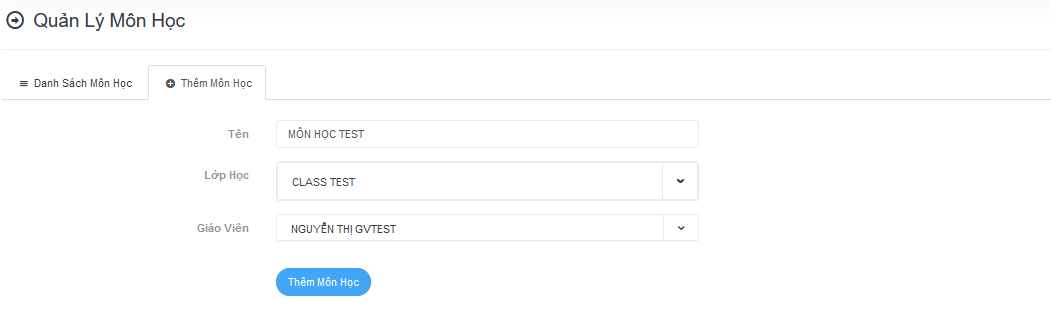 Quản Lý Môn Học
Danh Sách Môn Học
Thêm Môn Học
Tên
MÔN HỌC TEST
Lớp Học
CLASS TEST
Giáo Viên
NGUYỄN THỊ GVTEST
Thêm Môn Học